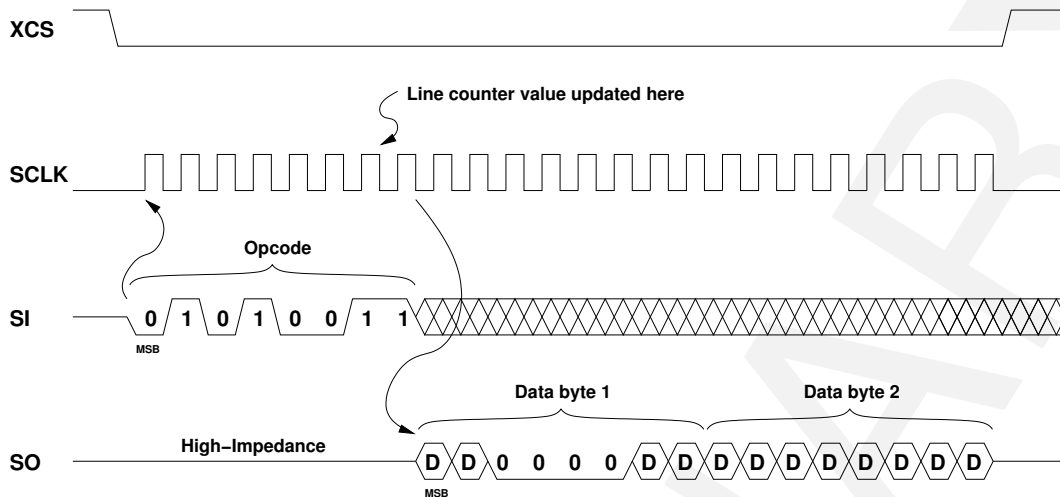 XCS
Line counter value updated here
SCLK
Opcode
SI
0 1 0 1 0 0 1 1
MSB
Data byte 1
Data byte 2
High–Impedance
SO
D D 0 0 0 0 D D D D D D D D D D
MSB